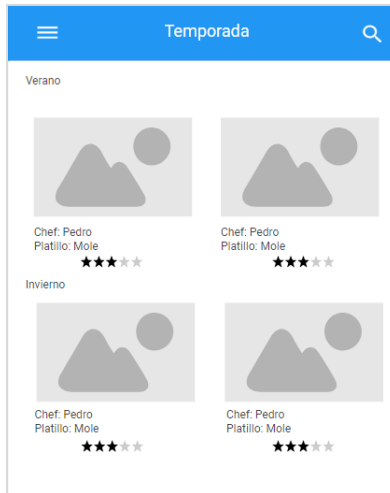 Temporada
Verano
Chef: Pedro
Platillo: Mole
Chef: Pedro
Platillo: Mole
Invierno
Chef: Pedro
Platillo: Mole
Chef: Pedro
Platillo: Mole